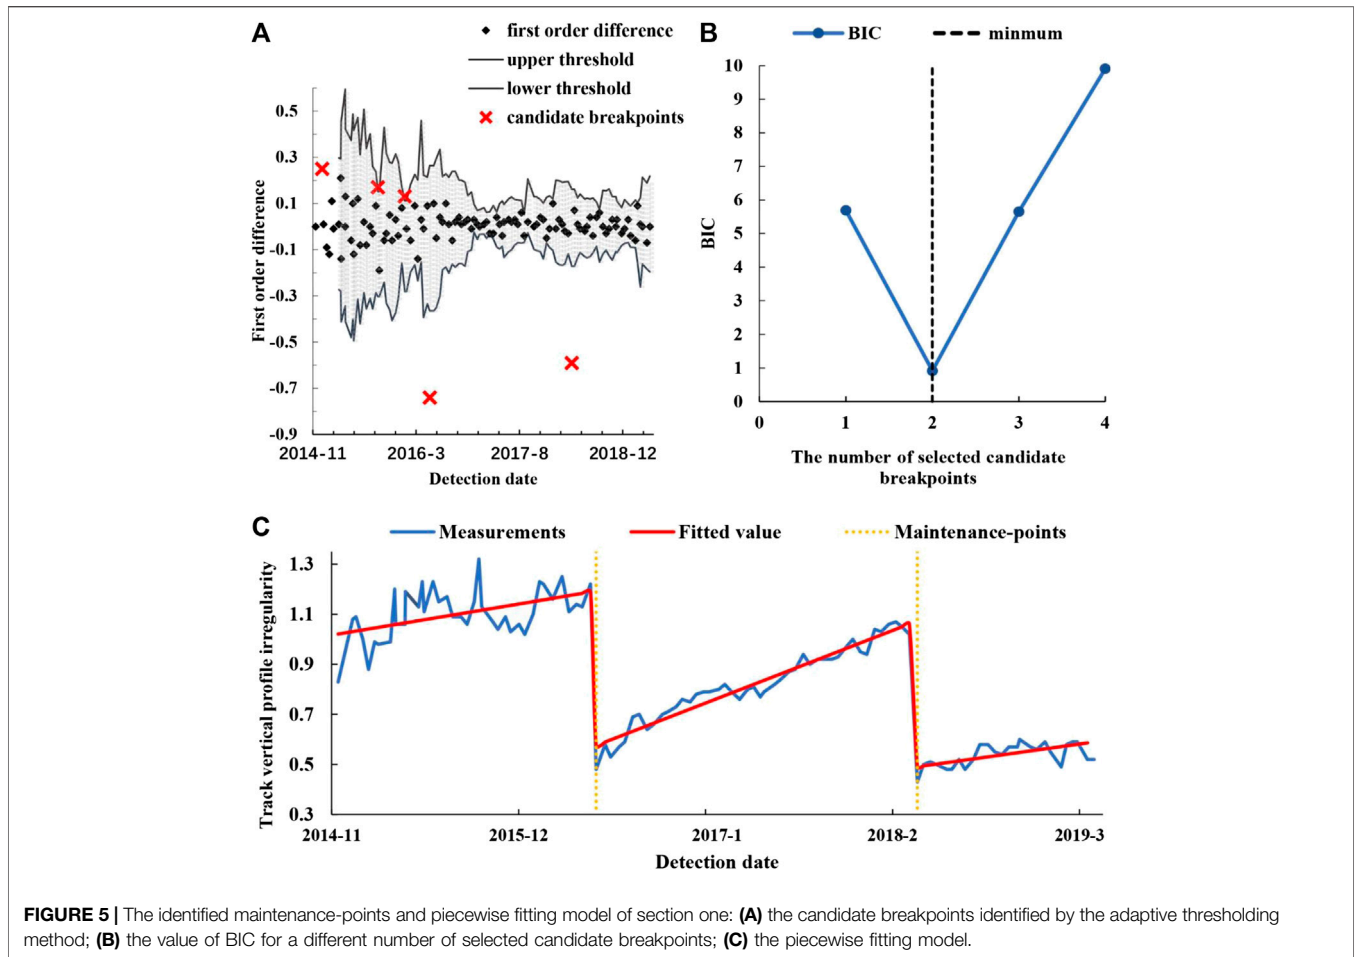 A
first order difference
upper threshold
lower threshold
candidate breakpoints
0.5
0.3
0.1
-0.1
-0.3
-0.5
-0.7
-0.9
First order difference
2014-11 2016-3 2017-8 2018-12
Detection date
B
BIC minmum
10
9
8
7
6
5
4
3
2
1
0
BIC
0 1 2 3 4
The number of selected candidate
breakpoints
C
Measurements Fitted value Maintenance-points
1.3
1.1
0.9
0.7
0.5
0.3
Track vertical profile irregularity
2014-11 2015-12 2017-1 2018-2 2019-3
Detection date
FIGURE 5 | The identified maintenance-points and piecewise fitting model of section one: (A) the candidate breakpoints identified by the adaptive thresholding
method; (B) the value of BIC for a different number of selected candidate breakpoints; (C) the piecewise fitting model.